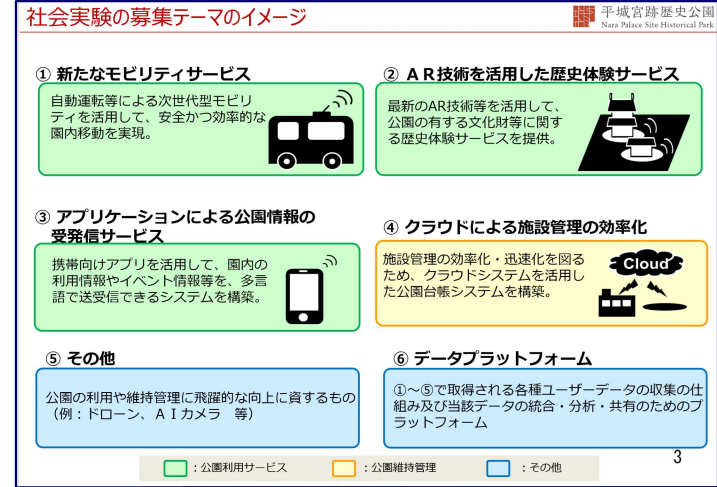 社会実験の募集テーマのイメージ
平城宮跡歴史公園
Nara Palace Site Historical Park
① 新たなモビリティサービス
自動運転等による次世代型モビリ
ティを活用して、安全かつ効率的な
園内移動を実現。
② ＡＲ技術を活用した歴史体験サービス
最新のAR技術等を活用して、
公園の有する文化財等に関す
る歴史体験サービスを提供。
③ アプリケーションによる公園情報の
受発信サービス
携帯向けアプリを活用して、園内の
利用情報やイベント情報等を、多言
語で送受信できるシステムを構築。
④ クラウドによる施設管理の効率化
施設管理の効率化・迅速化を図る
ため、クラウドシステムを活用し
た公園台帳システムを構築。
Cloud
⑤ その他
公園の利用や維持管理に飛躍的な向上に資するもの
（例：ドローン、ＡＩカメラ　等）
⑥ データプラットフォーム
①～⑤で取得される各種ユーザーデータの収集の仕
組み及び当該データの統合・分析・共有のためのプ
ラットフォーム
：公園利用サービス
：公園維持管理
：その他
3